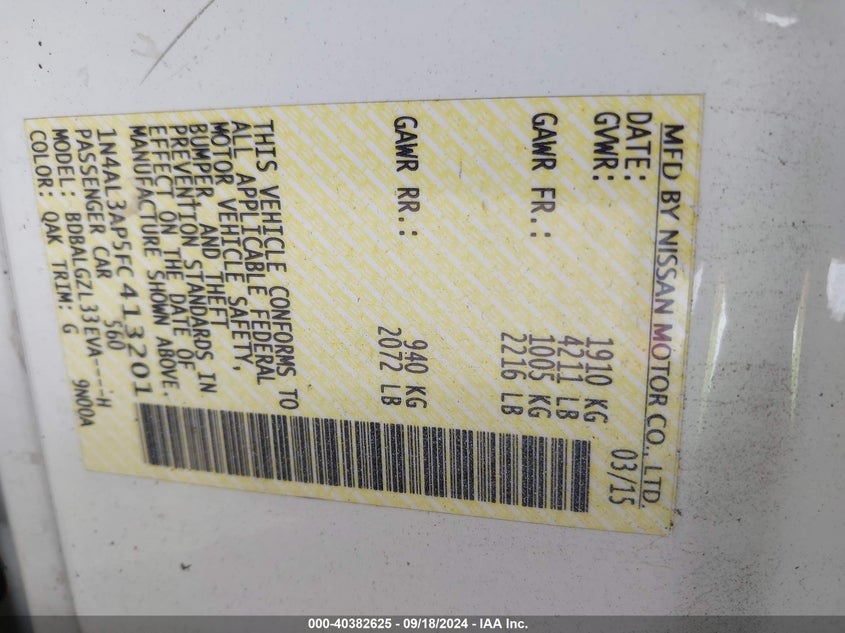 MFD BY NISSAN MOTOR CO., LTD.
DATE: 03/15
GVWR: 1910 KG
4211 LB
GAWR FR.: 1005 KG
2216 LB
GAWR RR.: 940 KG
2072 LB
THIS VEHICLE CONFORMS TO
ALL APPLICABLE FEDERAL
MOTOR VEHICLE SAFETY,
BUMPER, AND THEFT
PREVENTION STANDARDS IN
EFFECT ON THE DATE OF
MANUFACTURE SHOWN ABOVE.
1N4AL3AP5FC413201
PASSENGER CAR 560
MODEL: BDBALGZL33EVA----H
COLOR: QAK TRIM: G 9N00A
000-40382625 - 09/18/2024 - IAA Inc.